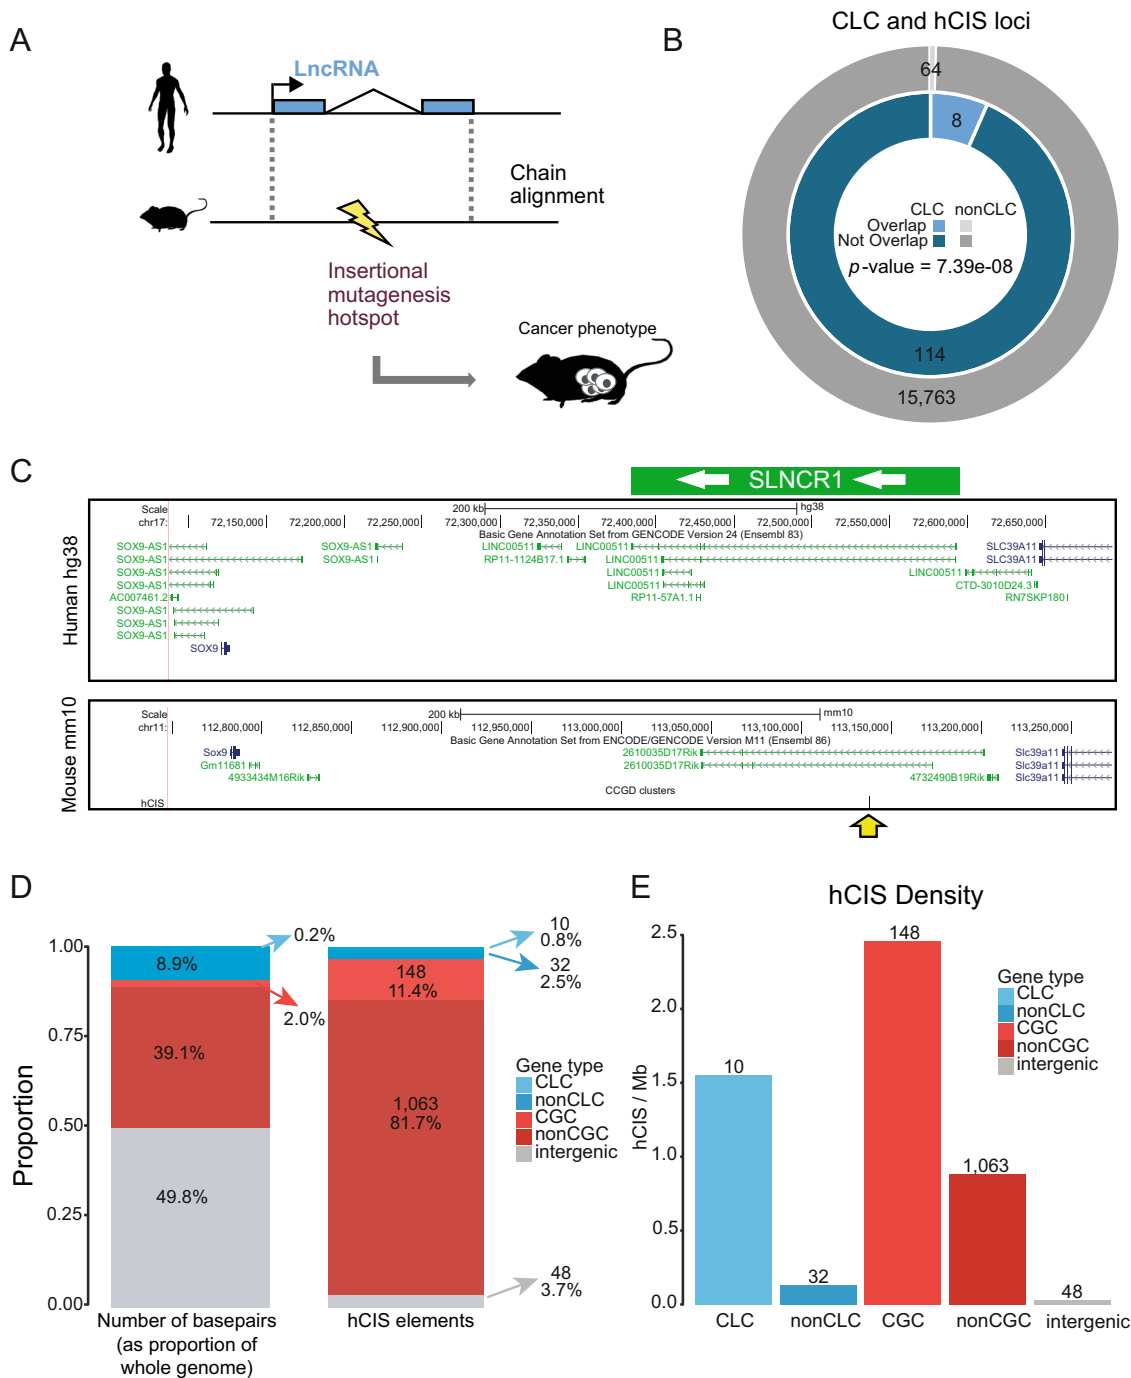 A
LncRNA
Chain
alignment
Insertional
mutagenesis
hotspot
Cancer phenotype
B
CLC and hCIS loci
64
8
CLC nonCLC
Overlap
Not Overlap
p-value = 7.39e-08
114
15,763
C
SLNCR1
Human hg38
Scale
200 kb
hg38
chr17:
72,150,000
72,200,000
72,250,000
72,300,000
72,350,000
72,400,000
72,450,000
72,500,000
72,550,000
72,600,000
72,650,000
Basic Gene Annotation Set from GENCODE Version 24 (Ensembl 83)
SOX9-AS1
SOX9-AS1
LINC00511
LINC00511
SLC39A11
SOX9-AS1
SOX9-AS1
RP11-1124B17.1
SLC39A11
SOX9-AS1
LINC00511
LINC00511
SOX9-AS1
LINC00511
CTD-3010D24.3
AC007461.2
RP11-57A1.1
RN7SKP180
SOX9-AS1
SOX9-AS1
SOX9-AS1
SOX9
Mouse mm10
Scale
200 kb
mm10
chr11:
112,800,000
112,850,000
112,900,000
112,950,000
113,000,000
113,050,000
113,100,000
113,150,000
113,200,000
113,250,000
Basic Gene Annotation Set from ENCODE/GENCODE Version M11 (Ensembl 86)
Sox9
2610035D17Rik
Slc39a11
Gm11681
2610035D17Rik
Slc39a11
4933434M16Rik
4732490B19Rik
Slc39a11
CCGD clusters
hCIS
D
Proportion
1.00
0.75
0.50
0.25
0.00
0.2%
8.9%
2.0%
39.1%
49.8%
10
0.8%
32
2.5%
148
11.4%
1,063
81.7%
48
3.7%
Number of basepairs
(as proportion of
whole genome)
hCIS elements
Gene type
CLC
nonCLC
CGC
nonCGC
intergenic
E
hCIS Density
hCIS / Mb
2.5
2.0
1.5
1.0
0.5
0.0
10
32
148
1,063
48
CLC
nonCLC
CGC
nonCGC
intergenic
Gene type
CLC
nonCLC
CGC
nonCGC
intergenic